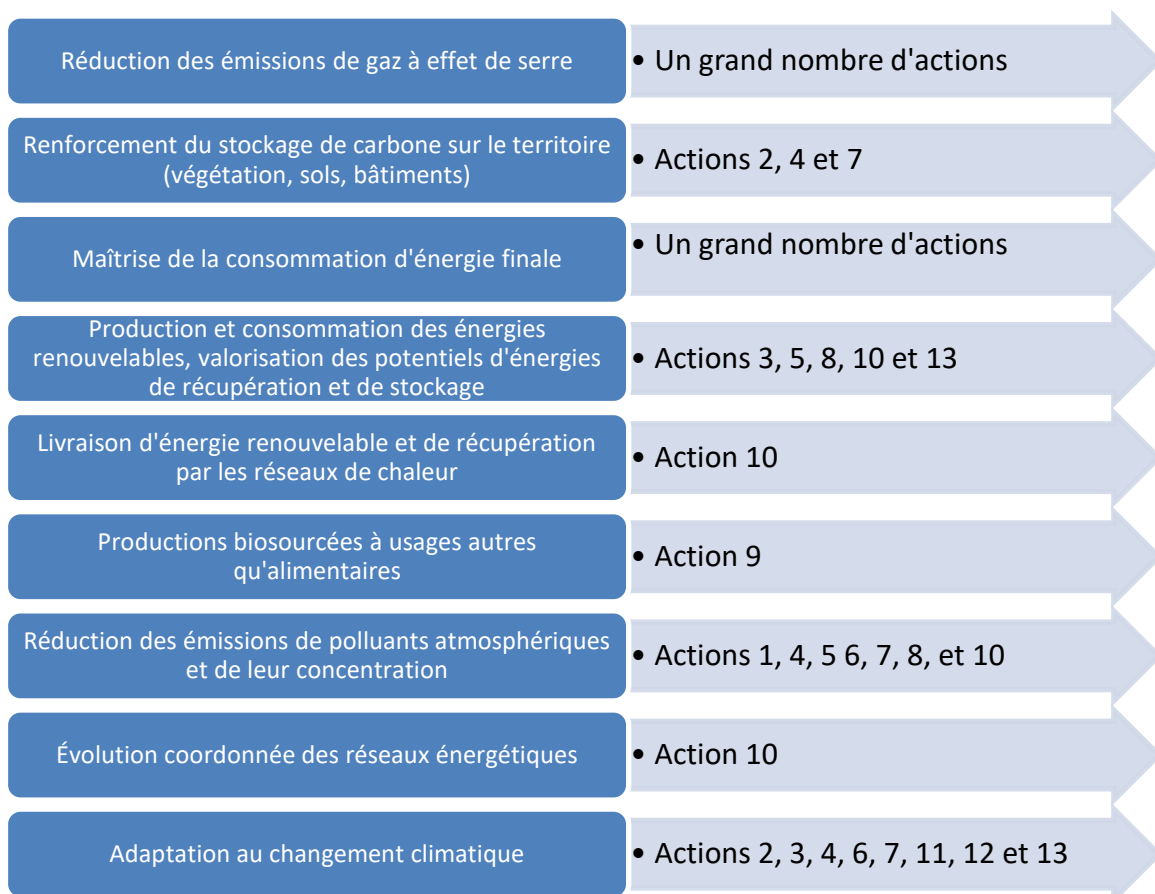 Réduction des émissions de gaz à effet de serre
• Un grand nombre d'actions
Renforcement du stockage de carbone sur le territoire
(végétation, sols, bâtiments)
• Actions 2, 4 et 7
Maîtrise de la consommation d'énergie finale
• Un grand nombre d'actions
Production et consommation des énergies
renouvelables, valorisation des potentiels d'énergies
de récupération et de stockage
• Actions 3, 5, 8, 10 et 13
Livraison d'énergie renouvelable et de récupération
par les réseaux de chaleur
• Action 10
Productions biosourcées à usages autres
qu'alimentaires
• Action 9
Réduction des émissions de polluants atmosphériques
et de leur concentration
• Actions 1, 4, 5 6, 7, 8, et 10
Évolution coordonnée des réseaux énergétiques
• Action 10
Adaptation au changement climatique
• Actions 2, 3, 4, 6, 7, 11, 12 et 13